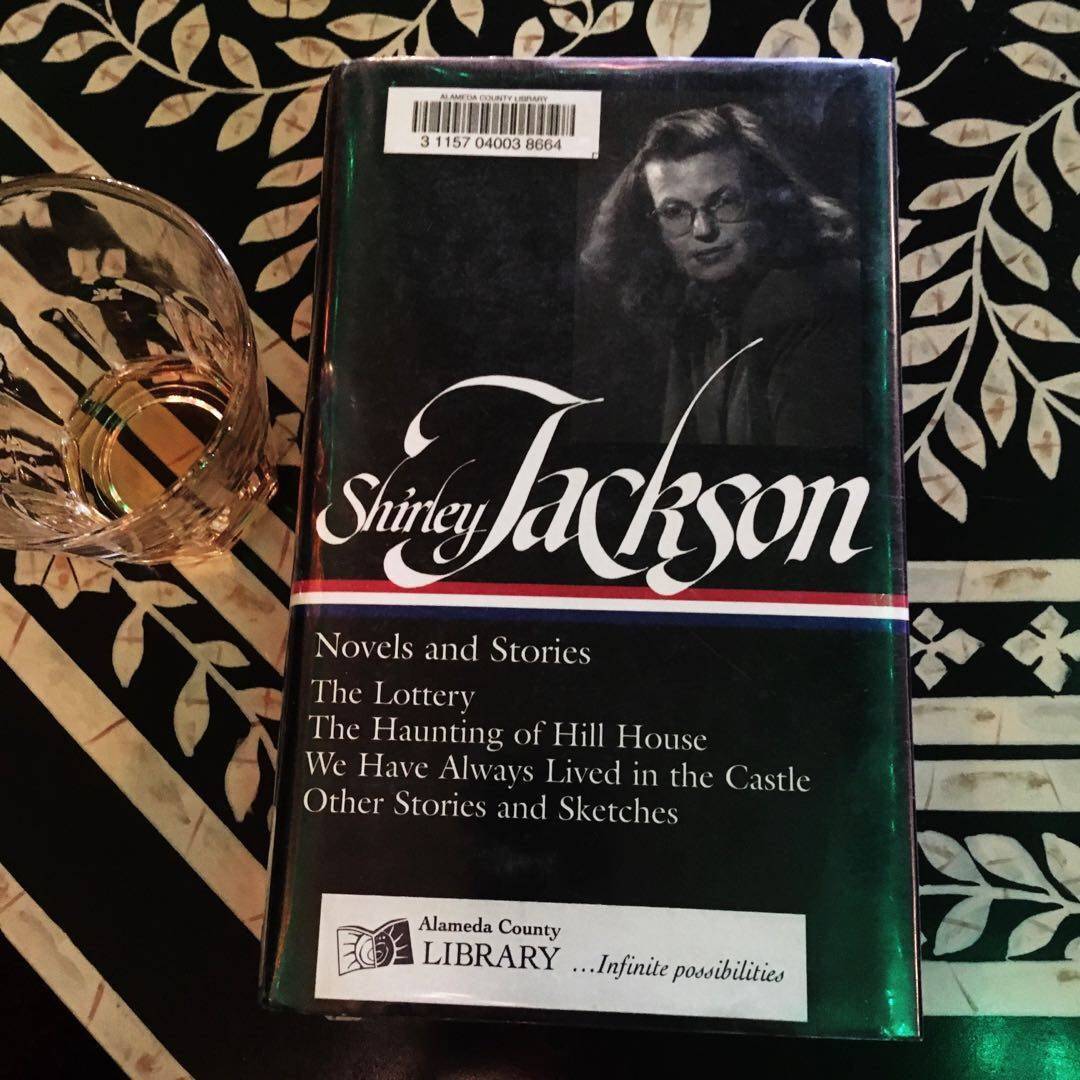 ALAMEDA COUNTY LIBRARY
3 1157 04003 8664
Shirley Jackson
Novels and Stories
The Lottery
The Haunting of Hill House
We Have Always Lived in the Castle
Other Stories and Sketches
Alameda County
LIBRARY ...Infinite possibilities